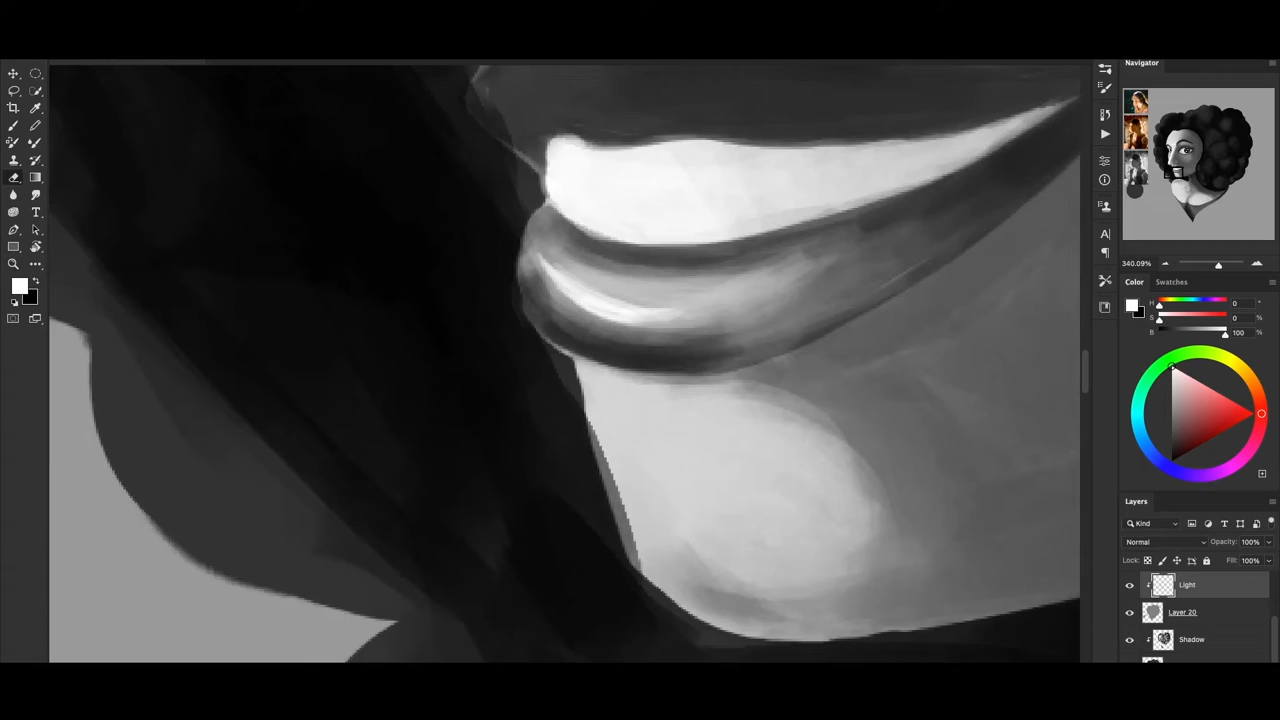 Navigator
340.09%
Color Swatches
H 0 °
S 0 %
B 100 %
Layers
Kind
Normal Opacity: 100%
Lock: Fill: 100%
Light
Layer 20
Shadow